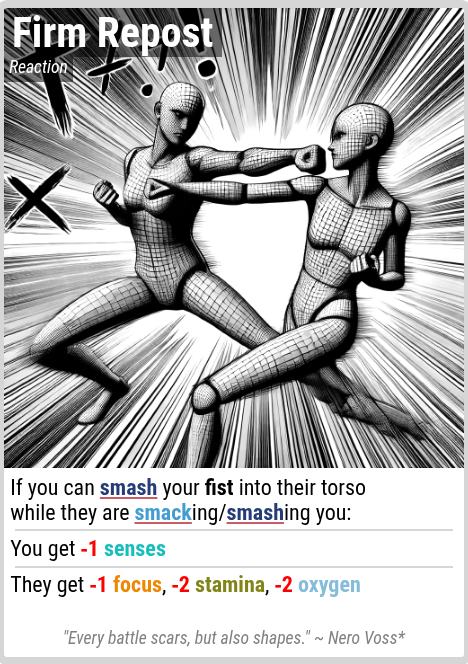 Firm Repost
Reaction
If you can smash your fist into their torso
while they are smacking/smashing you:
You get -1 senses
They get -1 focus, -2 stamina, -2 oxygen
"Every battle scars, but also shapes." ~ Nero Voss*